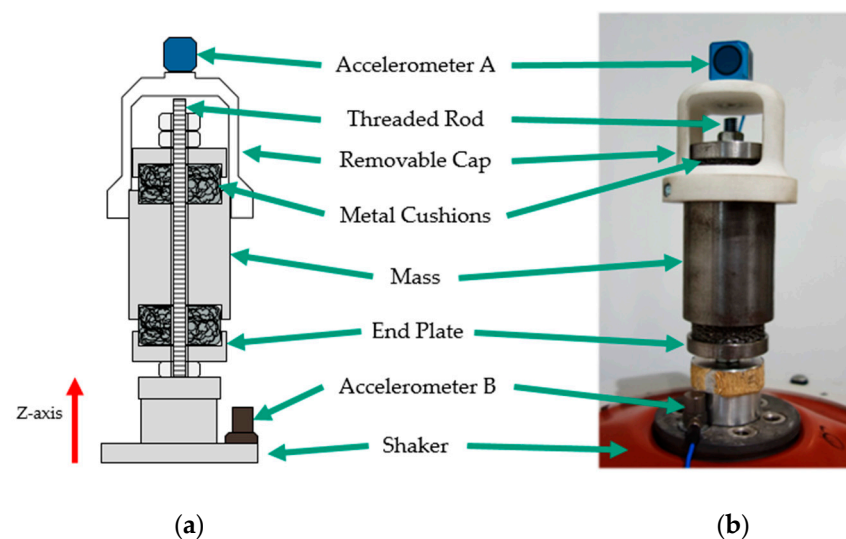 Accelerometer A
Threaded Rod
Removable Cap
Metal Cushions
Mass
End Plate
Accelerometer B
Z-axis
Shaker
(a)
(b)